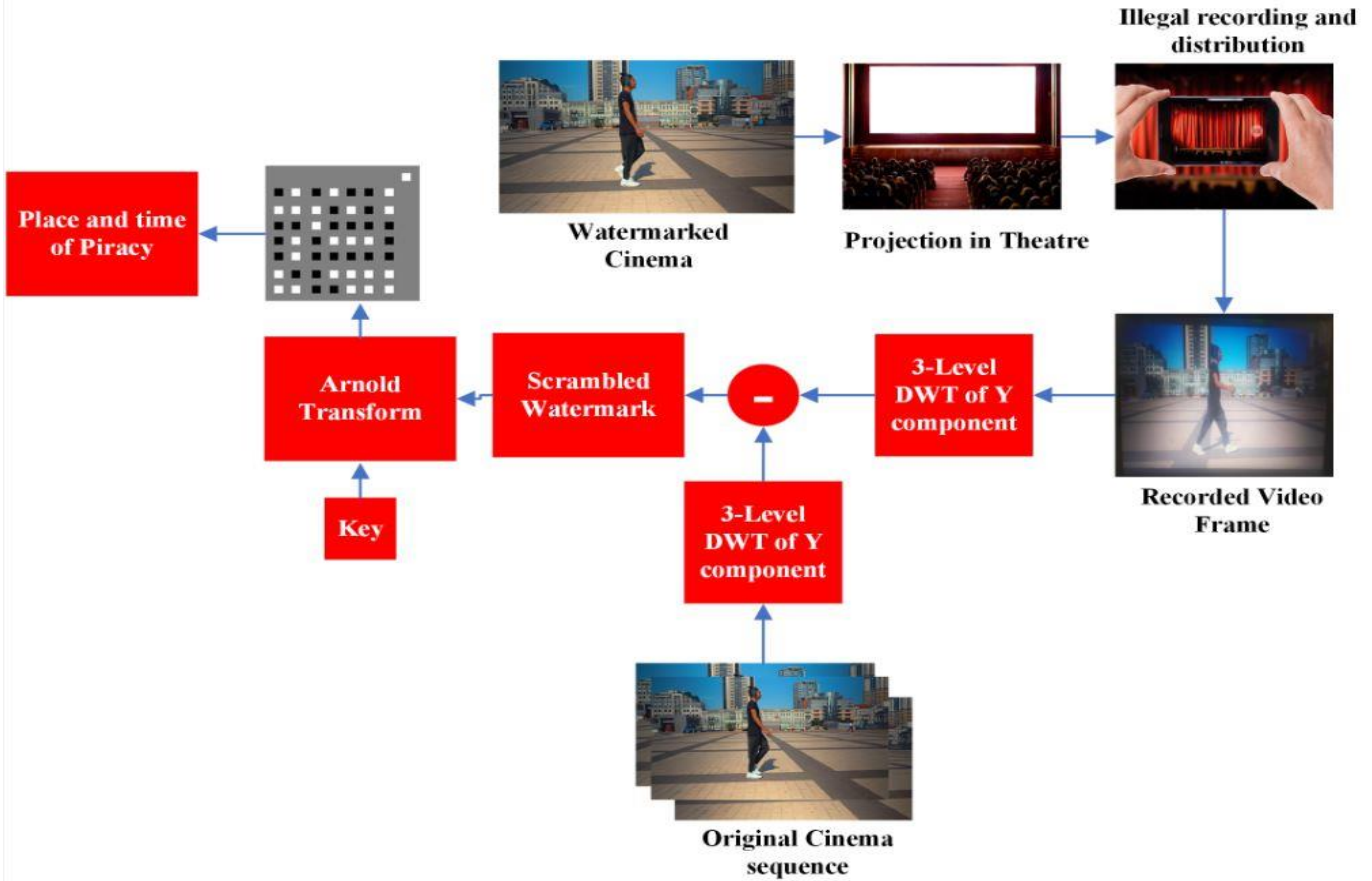 Illegal recording and
distribution
Watermarked
Cinema
Projection in Theatre
Place and time
of Piracy
Arnold
Transform
Scrambled
Watermark
-
3-Level
DWT of Y
component
Recorded Video
Frame
Key
3-Level
DWT of Y
component
Original Cinema
sequence